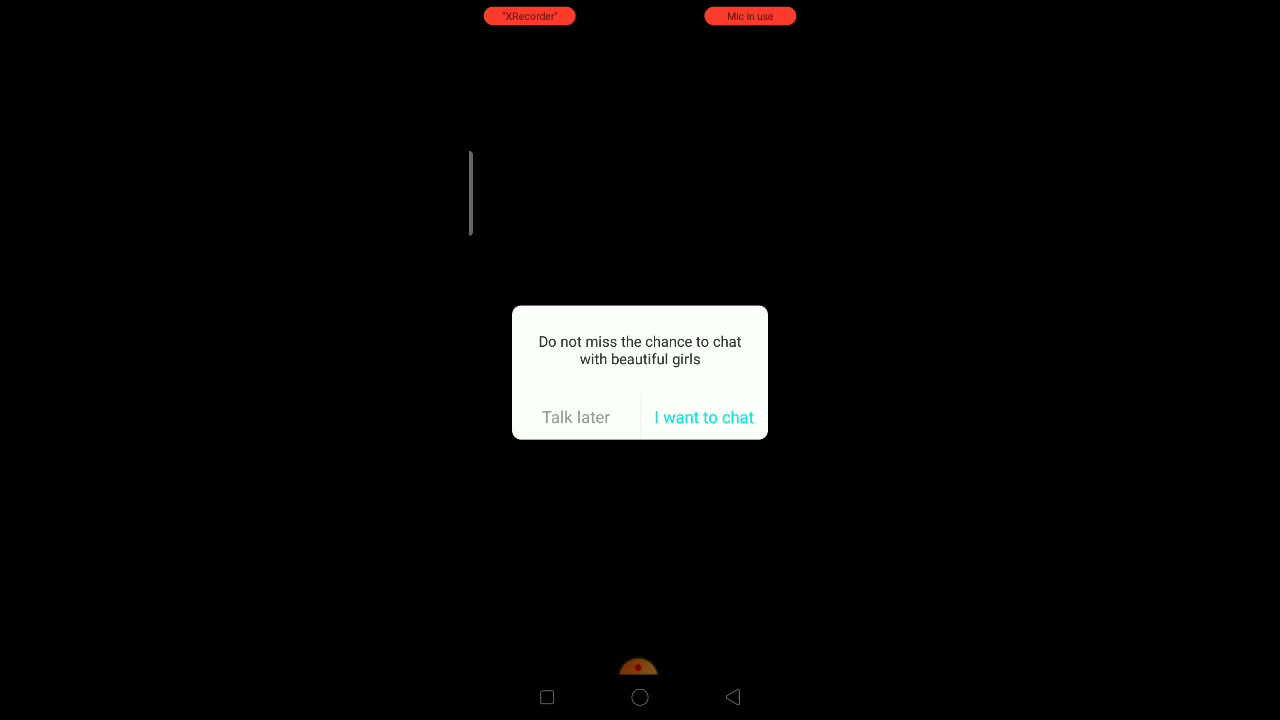 "XRecorder"
Mic in use
Do not miss the chance to chat
with beautiful girls
Talk later
I want to chat